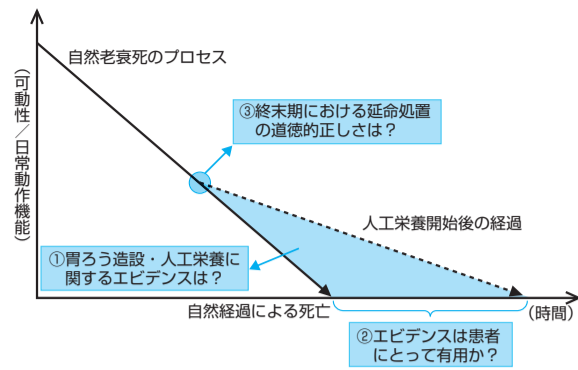 自然老衰死のプロセス
（可動性／日常動作機能）
③終末期における延命処置
の道徳的正しさは？
人工栄養開始後の経過
①胃ろう造設・人工栄養に
関するエビデンスは？
自然経過による死亡
（時間）
②エビデンスは患者
にとって有用か？